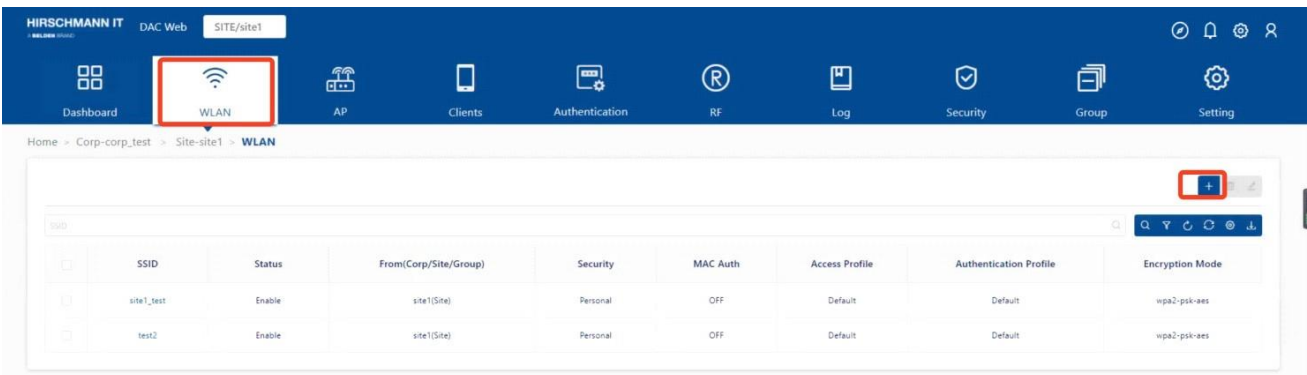 HIRSCHMANN IT DAC Web SITE/site1
A BELDEN BRAND
Dashboard WLAN AP Clients Authentication RF Log Security Group Setting
Home > Corp-corp_test > Site-site1 > WLAN
+
SSID
SSID Status From(Corp/Site/Group) Security MAC Auth Access Profile Authentication Profile Encryption Mode
site1_test Enable site1(Site) Personal OFF Default Default wpa2-psk-aes
test2 Enable site1(Site) Personal OFF Default Default wpa2-psk-aes